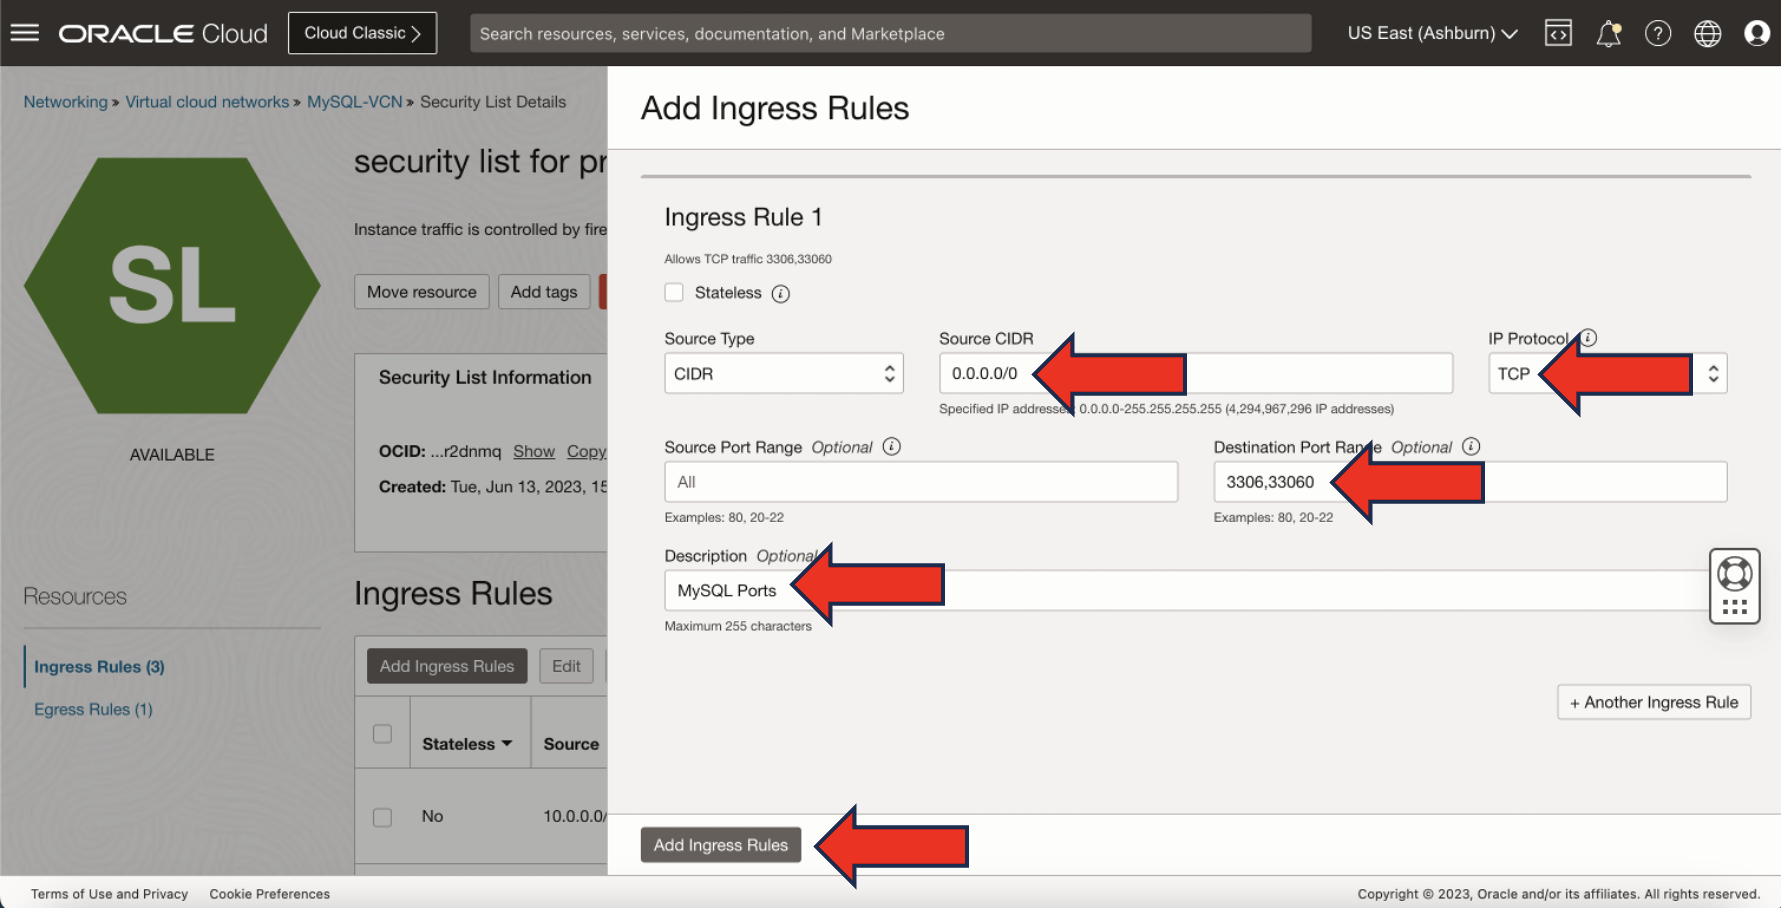 ORACLE Cloud
Cloud Classic
Search resources, services, documentation, and Marketplace
US East (Ashburn)
Networking » Virtual cloud networks » MySQL-VCN » Security List Details
SL
AVAILABLE
security list for pr
Instance traffic is controlled by fire
Move resource
Add tags
Security List Information
OCID: ...r2dnmq Show Copy
Created: Tue, Jun 13, 2023, 15
Resources
Ingress Rules (3)
Egress Rules (1)
Ingress Rules
Add Ingress Rules
Edit
Stateless
Source
No
10.0.0.0/
Add Ingress Rules
Ingress Rule 1
Allows TCP traffic 3306,33060
Stateless
Source Type
CIDR
Source CIDR
0.0.0.0/0
Specified IP addresses: 0.0.0.0-255.255.255.255 (4,294,967,296 IP addresses)
IP Protocol
TCP
Source Port Range Optional
All
Examples: 80, 20-22
Destination Port Range Optional
3306,33060
Examples: 80, 20-22
Description Optional
MySQL Ports
Maximum 255 characters
+ Another Ingress Rule
Add Ingress Rules
Terms of Use and Privacy
Cookie Preferences
Copyright © 2023, Oracle and/or its affiliates. All rights reserved.